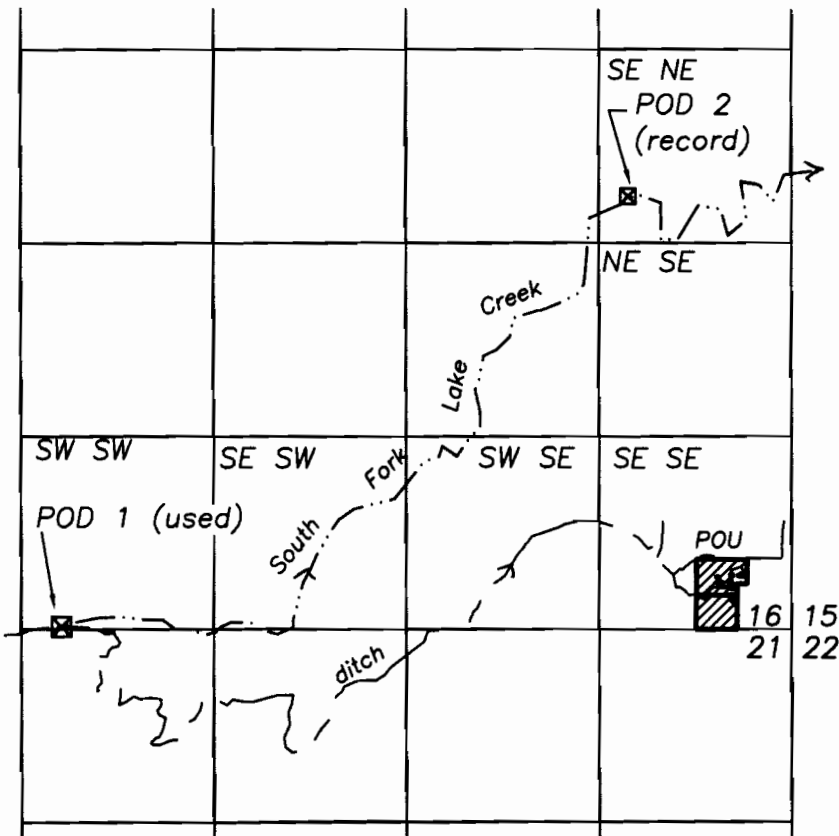 SE NE
POD 2
(record)
NE SE
Creek
Lake
SW SW
SE SW
Fork
SW SE
SE SE
POD 1 (used)
South
POU
16 15
21 22
ditch